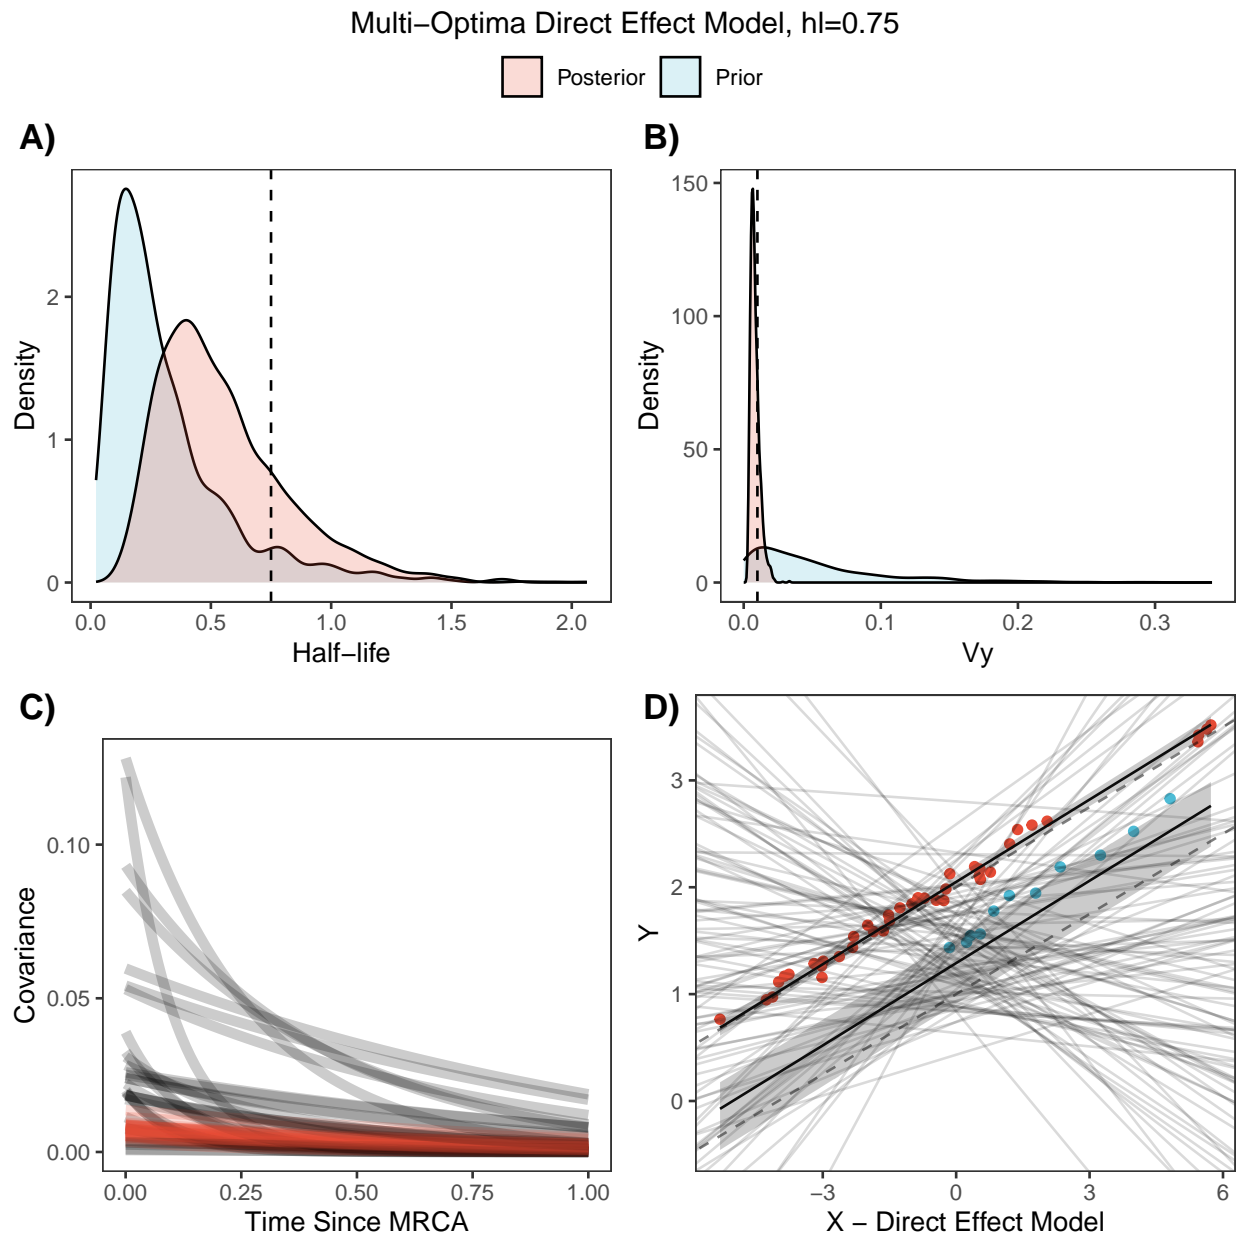 Multi−Optima Direct Effect Model, hl=0.75
Posterior Prior
A)
Density
0
1
2
0.0 0.5 1.0 1.5 2.0
Half−life
B)
Density
150
100
50
0
0.0 0.1 0.2 0.3
Vy
C)
Covariance
0.10
0.05
0.00
0.00 0.25 0.50 0.75 1.00
Time Since MRCA
D)
Y
3
2
1
0
−3 0 3 6
X − Direct Effect Model